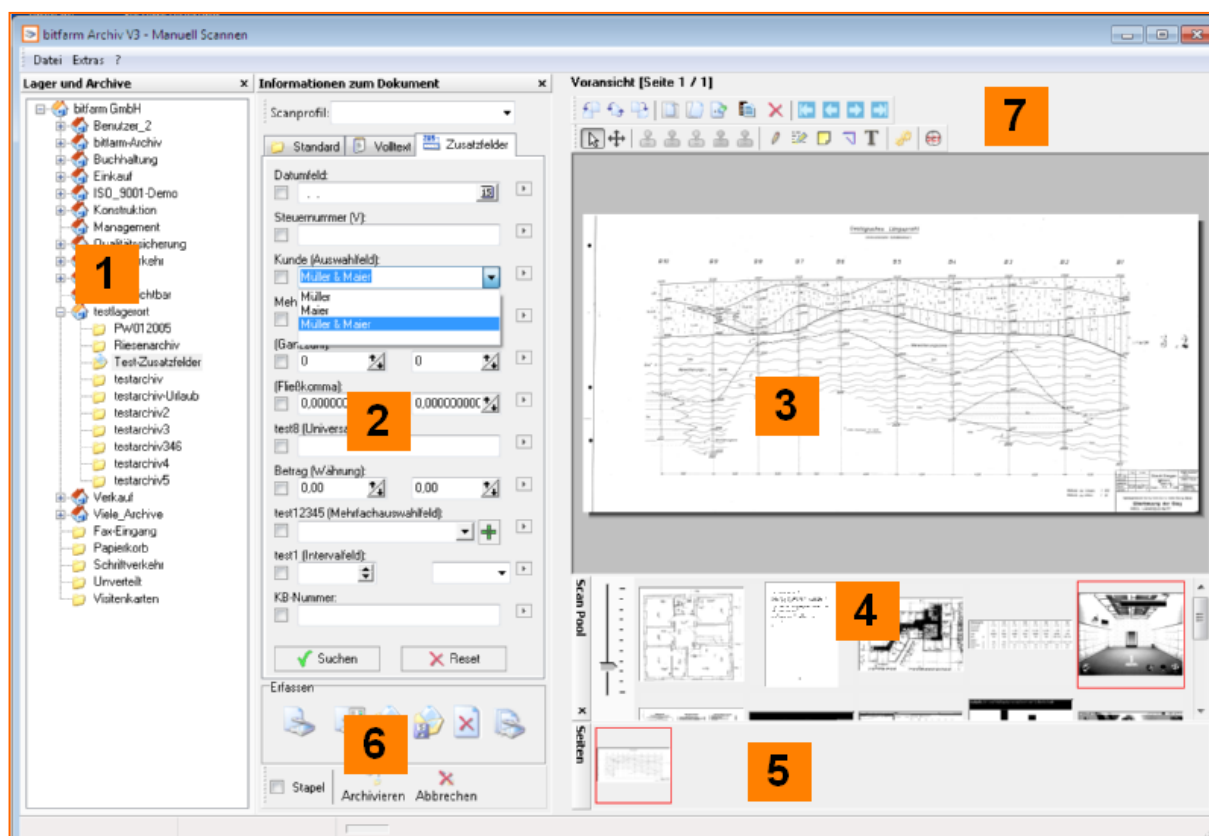 bitfarm Archiv V3 - Manuell Scannen
Datei Extras ?
Lager und Archive x
bitfarm GmbH
Benutzer_2
bitfarm-Archiv
Buchhaltung
Einkauf
ISO_9001-Demo
Konstruktion
Management
1
testlagerort
PW012005
Riesenarchiv
Test-Zusatzfelder
testarchiv
testarchiv-Urlaub
testarchiv2
testarchiv3
testarchiv346
testarchiv4
testarchiv5
Verkauf
Viele_Archive
Fax-Eingang
Papierkorb
Schriftverkehr
Unverteilt
Visitenkarten
Informationen zum Dokument x
Scanprofil:
Standard Volltext Zusatzfelder
Datumfeld:
. .
15
Steuernummer (V):
Kunde (Auswahlfeld):
Müller & Maier
Müller
Maier
Müller & Maier
0 0
(Fließkomma):
2
Betrag (Währung):
0,00 0,00
test12345 (Mehrfachauswahlfeld):
test1 (Intervalfeld):
KB-Nummer:
Suchen Reset
Erfassen
6
Stapel Archivieren Abbrechen
Voransicht [Seite 1 / 1]
7
T
3
Scan Pool x
4
Seiten
5